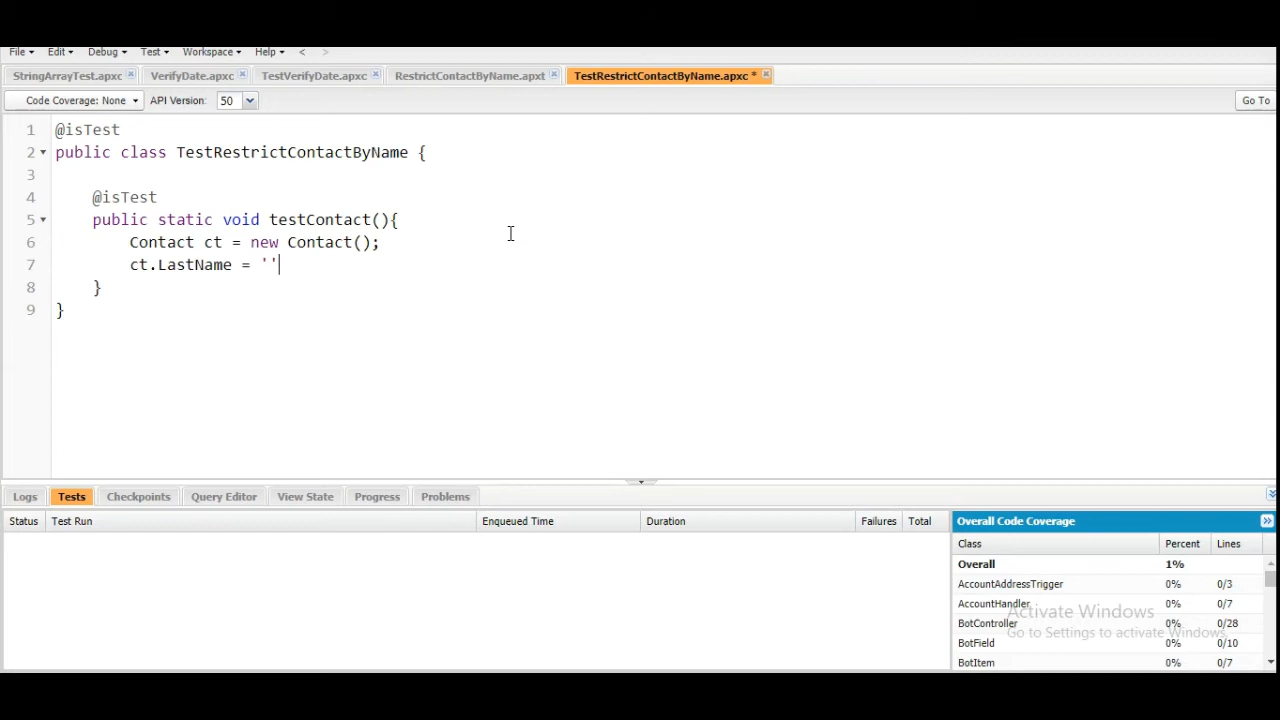 File Edit Debug Test Workspace Help < >
StringArrayTest.apxc VerifyDate.apxc TestVerifyDate.apxc RestrictContactByName.apxt TestRestrictContactByName.apxc *
Code Coverage: None API Version: 50 Go To
1 @isTest
2 public class TestRestrictContactByName {
3
4 @isTest
5 public static void testContact(){
6 Contact ct = new Contact();
7 ct.LastName = ''
8 }
9 }
Logs Tests Checkpoints Query Editor View State Progress Problems
Status Test Run Enqueued Time Duration Failures Total
Overall Code Coverage
Class Percent Lines
Overall 1%
AccountAddressTrigger 0% 0/3
AccountHandler 0% 0/7
BotController 0% 0/28
BotField 0% 0/10
BotItem 0% 0/7
Activate Windows
Go to Settings to activate Windows.